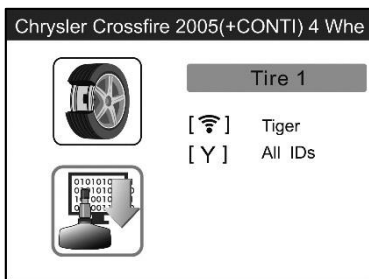 Chrysler Crossfire 2005(+CONTI) 4 Whe
Tire 1
[ ] Tiger
[ Y ] All IDs